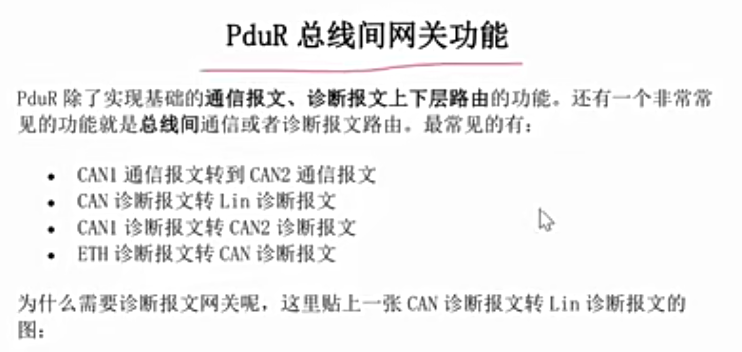 PduR 总线间网关功能
PduR 除了实现基础的通信报文、诊断报文上下层路由的功能。还有一个非常常
见的功能就是总线间通信或者诊断报文路由。最常见的有：
• CAN1 通信报文转到 CAN2 通信报文
• CAN 诊断报文转 Lin 诊断报文
• CAN1 诊断报文转 CAN2 诊断报文
• ETH 诊断报文转 CAN 诊断报文
为什么需要诊断报文网关呢，这里贴上一张 CAN 诊断报文转 Lin 诊断报文的
图：